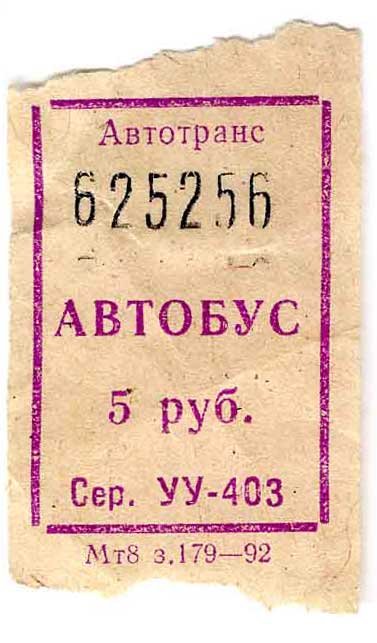 Автотранс
625256
АВТОБУС
5 руб.
Сер. УУ-403
Мт8 з.179—92